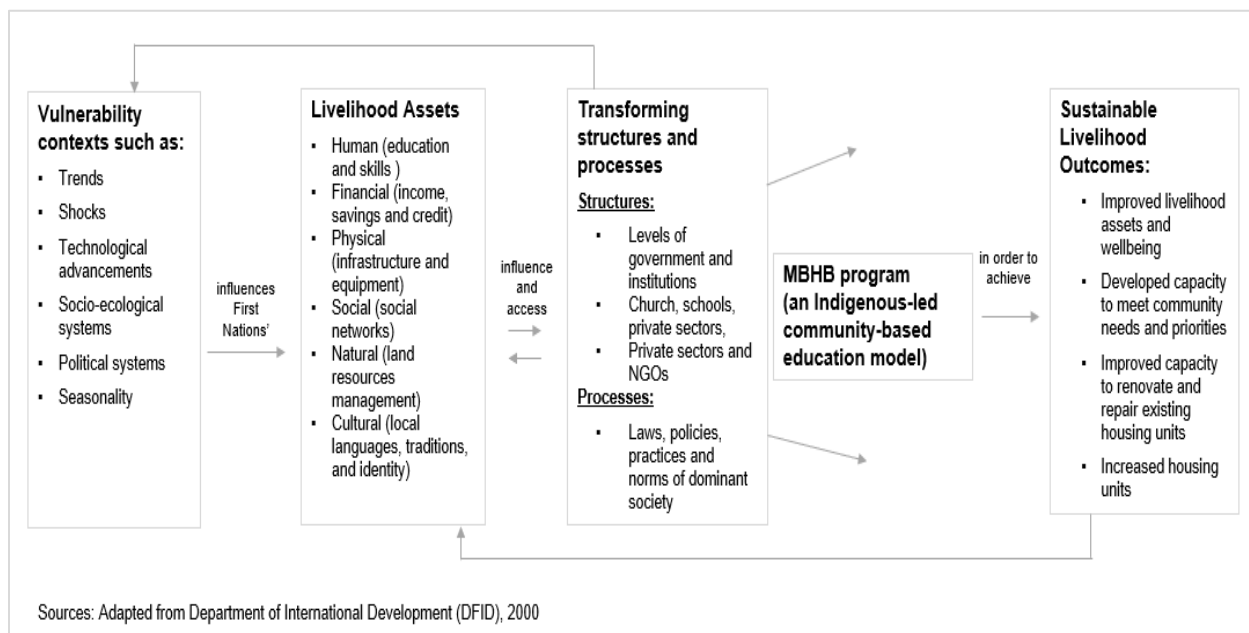 Vulnerability
contexts such as:
▪ Trends
▪ Shocks
▪ Technological
advancements
▪ Socio-ecological
systems
▪ Political systems
▪ Seasonality
influences
First
Nations’
Livelihood Assets
▪ Human (education
and skills )
▪ Financial (income,
savings and credit)
▪ Physical
(infrastructure and
equipment)
▪ Social (social
networks)
▪ Natural (land
resources
management)
▪ Cultural (local
languages, traditions,
and identity)
influence
and
access
Transforming
structures and
processes
Structures:
▪ Levels of
government and
institutions
▪ Church, schools,
private sectors,
▪ Private sectors and
NGOs
Processes:
▪ Laws, policies,
practices and
norms of dominant
society
MBHB program
(an Indigenous-led
community-based
education model)
in order to
achieve
Sustainable
Livelihood
Outcomes:
▪ Improved livelihood
assets and
wellbeing
▪ Developed capacity to
meet community
needs and priorities
▪ Improved capacity
to renovate and
repair existing
housing units
▪ Increased housing
units
Sources: Adapted from Department of International Development (DFID), 2000